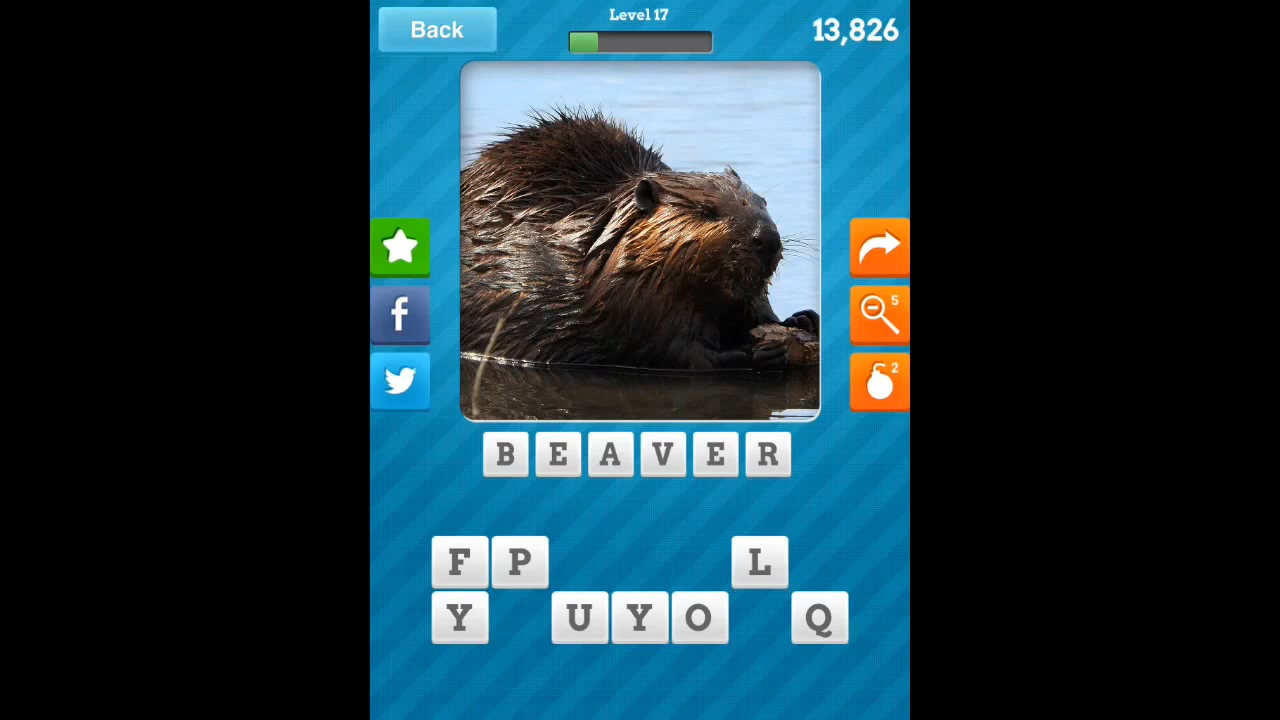 Back
Level 17
13,826
f
5
2
B E A V E R
F P L
Y U Y O Q